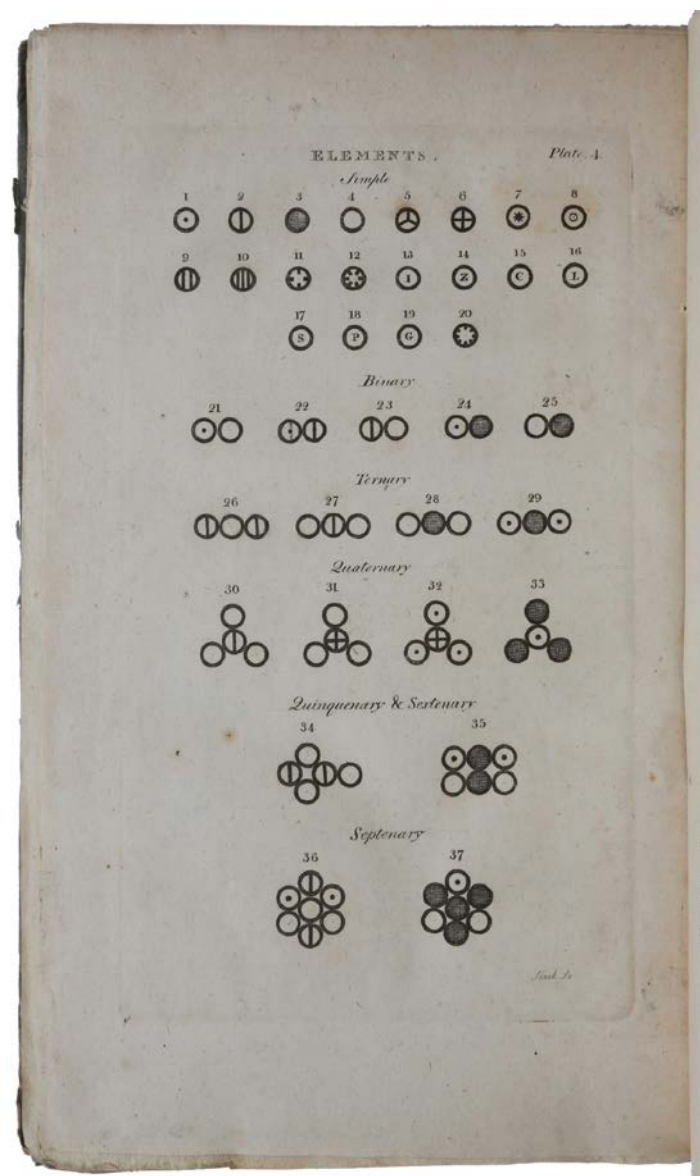 ELEMENTS. Plate 4.
Simple
1 2 3 4 5 6 7 8
9 10 11 12 13 14 15 16
I Z C L
17 18 19 20
S P G
Binary
21 22 23 24 25
Ternary
26 27 28 29
Quaternary
30 31 32 33
Quinquenary & Sextenary
34 35
Septenary
36 37